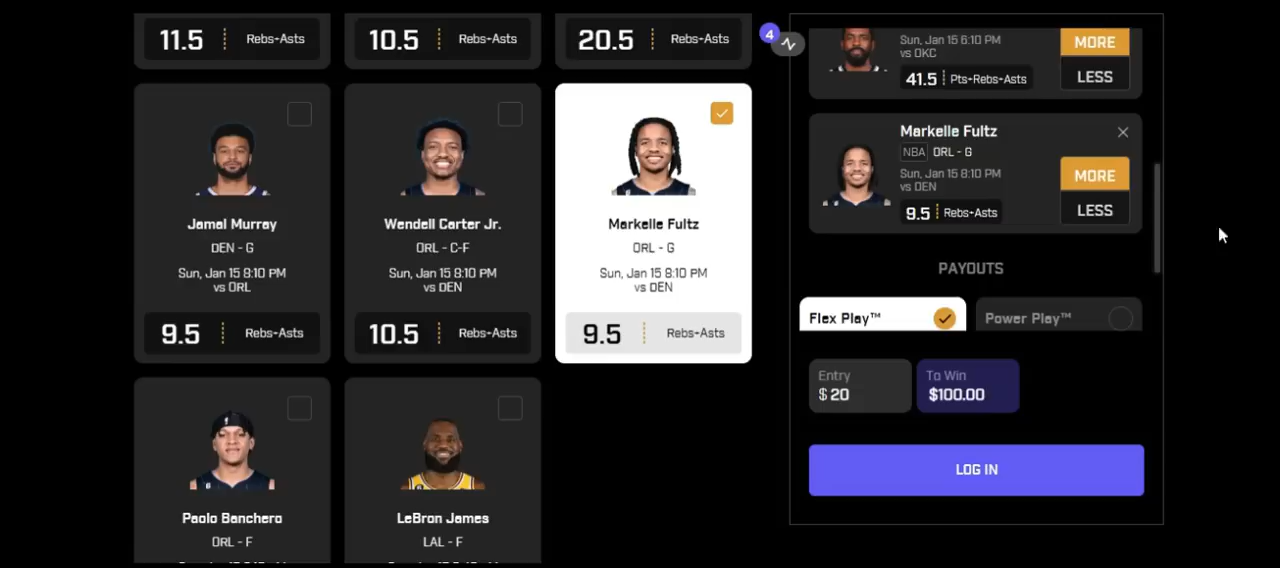 11.5 Rebs+Asts
10.5 Rebs+Asts
20.5 Rebs+Asts
Jamal Murray
DEN - G
Sun, Jan 15 8:10 PM
vs ORL
9.5 Rebs+Asts
Wendell Carter Jr.
ORL - C-F
Sun, Jan 15 8:10 PM
vs DEN
10.5 Rebs+Asts
Markelle Fultz
ORL - G
Sun, Jan 15 8:10 PM
vs DEN
9.5 Rebs+Asts
Paolo Banchero
ORL - F
LeBron James
LAL - F
4
Sun, Jan 15 6:10 PM
vs OKC
41.5 Pts+Rebs+Asts
MORE
LESS
Markelle Fultz
NBA ORL - G
Sun, Jan 15 8:10 PM
vs DEN
9.5 Rebs+Asts
MORE
LESS
PAYOUTS
Flex Play™
Power Play™
Entry
$ 20
To Win
$100.00
LOG IN